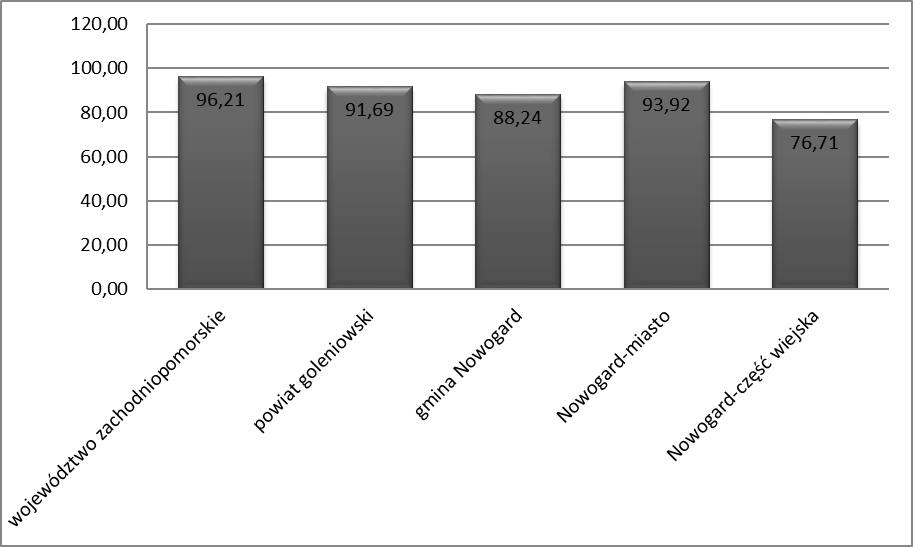 120,00
100,00
80,00
60,00
40,00
20,00
0,00
96,21
91,69
88,24
93,92
76,71
województwo zachodniopomorskie
powiat goleniowski
gmina Nowogard
Nowogard-miasto
Nowogard-część wiejska